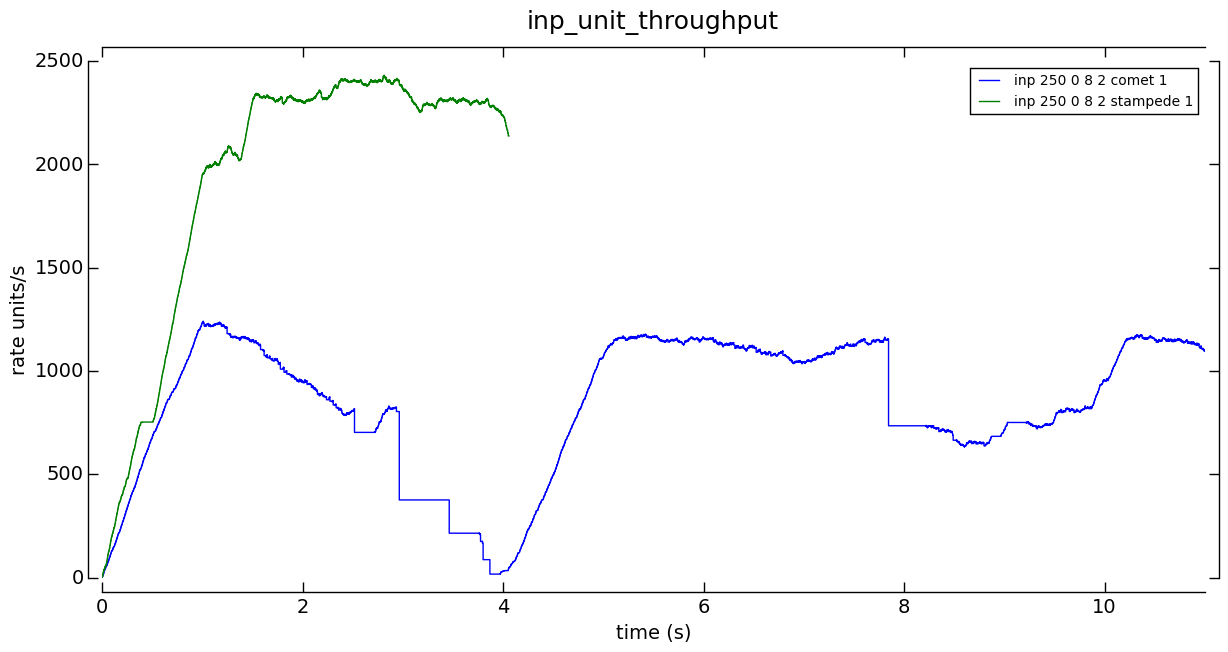 inp_unit_throughput
2500
2000
1500
1000
500
0
rate units/s
inp 250 0 8 2 comet 1
inp 250 0 8 2 stampede 1
0 2 4 6 8 10
time (s)